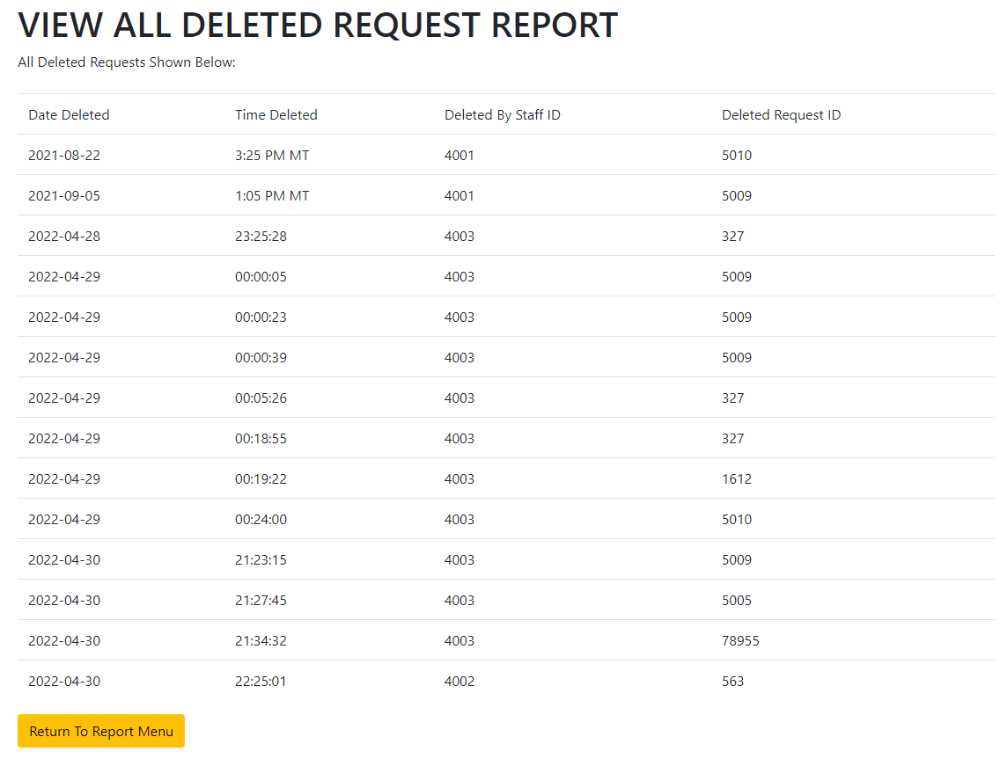 VIEW ALL DELETED REQUEST REPORT
All Deleted Requests Shown Below:
Date Deleted Time Deleted Deleted By Staff ID Deleted Request ID
2021-08-22 3:25 PM MT 4001 5010
2021-09-05 1:05 PM MT 4001 5009
2022-04-28 23:25:28 4003 327
2022-04-29 00:00:05 4003 5009
2022-04-29 00:00:23 4003 5009
2022-04-29 00:00:39 4003 5009
2022-04-29 00:05:26 4003 327
2022-04-29 00:18:55 4003 327
2022-04-29 00:19:22 4003 1612
2022-04-29 00:24:00 4003 5010
2022-04-30 21:23:15 4003 5009
2022-04-30 21:27:45 4003 5005
2022-04-30 21:34:32 4003 78955
2022-04-30 22:25:01 4002 563
Return To Report Menu